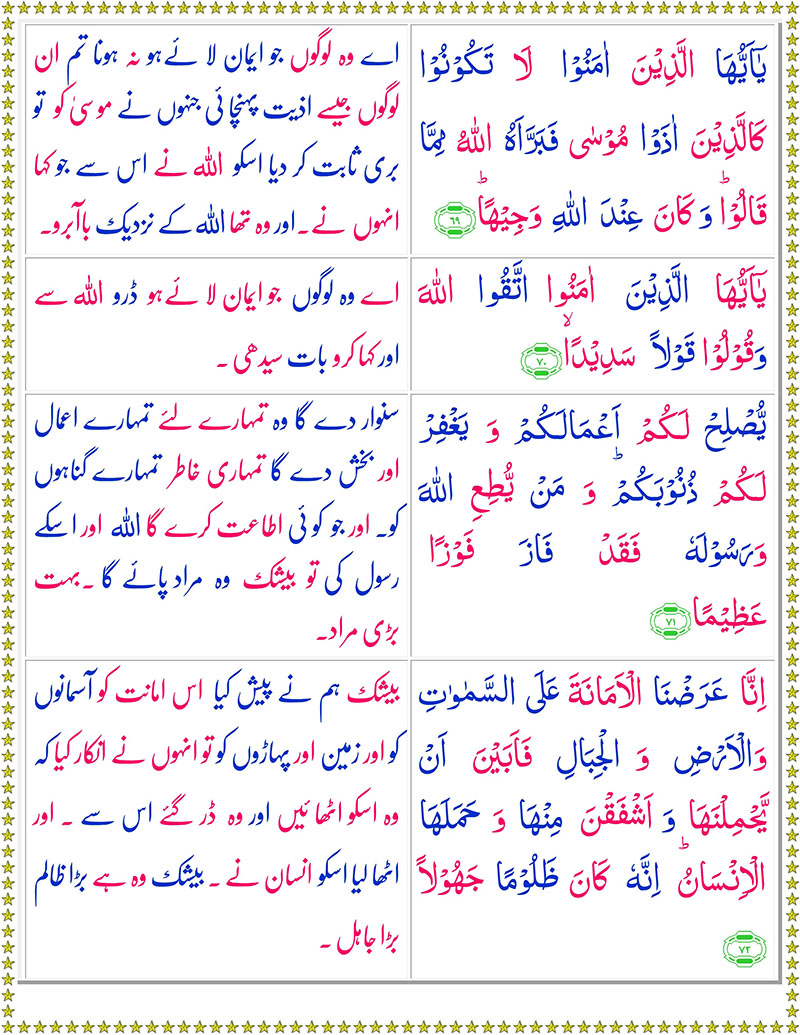 يٰۤاَيُّهَا الَّذِيْنَ اٰمَنُوْا لَا تَكُوْنُوْا
كَالَّذِيْنَ اٰذَوْا مُوْسٰى فَبَرَّاَهُ اللّٰهُ مِمَّا
قَالُوْا ؕ وَ كَانَ عِنْدَ اللّٰهِ وَجِيْهًا ؕ ﴿۶۹﴾
اے وہ لوگوں جو ایمان لائے ہو نہ ہونا تم ان
لوگوں جیسے اذیت پہنچائی جنہوں نے موسیٰ کو تو
بری ثابت کر دیا اسکو اللہ نے اس سے جو کہا
انہوں نے۔ اور وہ تھا اللہ کے نزدیک باآبرو۔
يٰۤاَيُّهَا الَّذِيْنَ اٰمَنُوا اتَّقُوا اللّٰهَ
وَقُوْلُوْا قَوْلًا سَدِيْدًا ۙ ﴿۷۰﴾
اے وہ لوگوں جو ایمان لائے ہو ڈرو اللہ سے
اور کہا کرو بات سیدھی۔
يُّصْلِحْ لَكُمْ اَعْمَالَكُمْ وَ يَغْفِرْ
لَكُمْ ذُنُوْبَكُمْ ؕ وَ مَنْ يُّطِعِ اللّٰهَ
وَرَسُوْلَهٗ فَقَدْ فَازَ فَوْزًا
عَظِيْمًا ﴿۷۱﴾
سنوار دے گا وہ تمہارے لئے تمہارے اعمال
اور بخش دے گا تمہاری خاطر تمہارے گناہوں
کو۔ اور جو کوئی اطاعت کرے گا اللہ اور اسکے
رسول کی تو بیشک وہ مراد پائے گا۔ بہت
بڑی مراد۔
اِنَّا عَرَضْنَا الْاَمَانَةَ عَلَى السَّمٰوٰتِ
وَالْاَرْضِ وَ الْجِبَالِ فَاَبَيْنَ اَنْ
يَّحْمِلْنَهَا وَ اَشْفَقْنَ مِنْهَا وَ حَمَلَهَا
الْاِنْسَانُ ؕ اِنَّهٗ كَانَ ظَلُوْمًا جَهُوْلًا
﴿۷۲﴾
بیشک ہم نے پیش کیا اس امانت کو آسمانوں
کو اور زمین اور پہاڑوں کو تو انہوں نے انکار کیا کہ
وہ اسکو اٹھائیں اور وہ ڈر گئے اس سے۔ اور
اٹھا لیا اسکو انسان نے۔ بیشک وہ ہے بڑا ظالم
بڑا جاہل۔